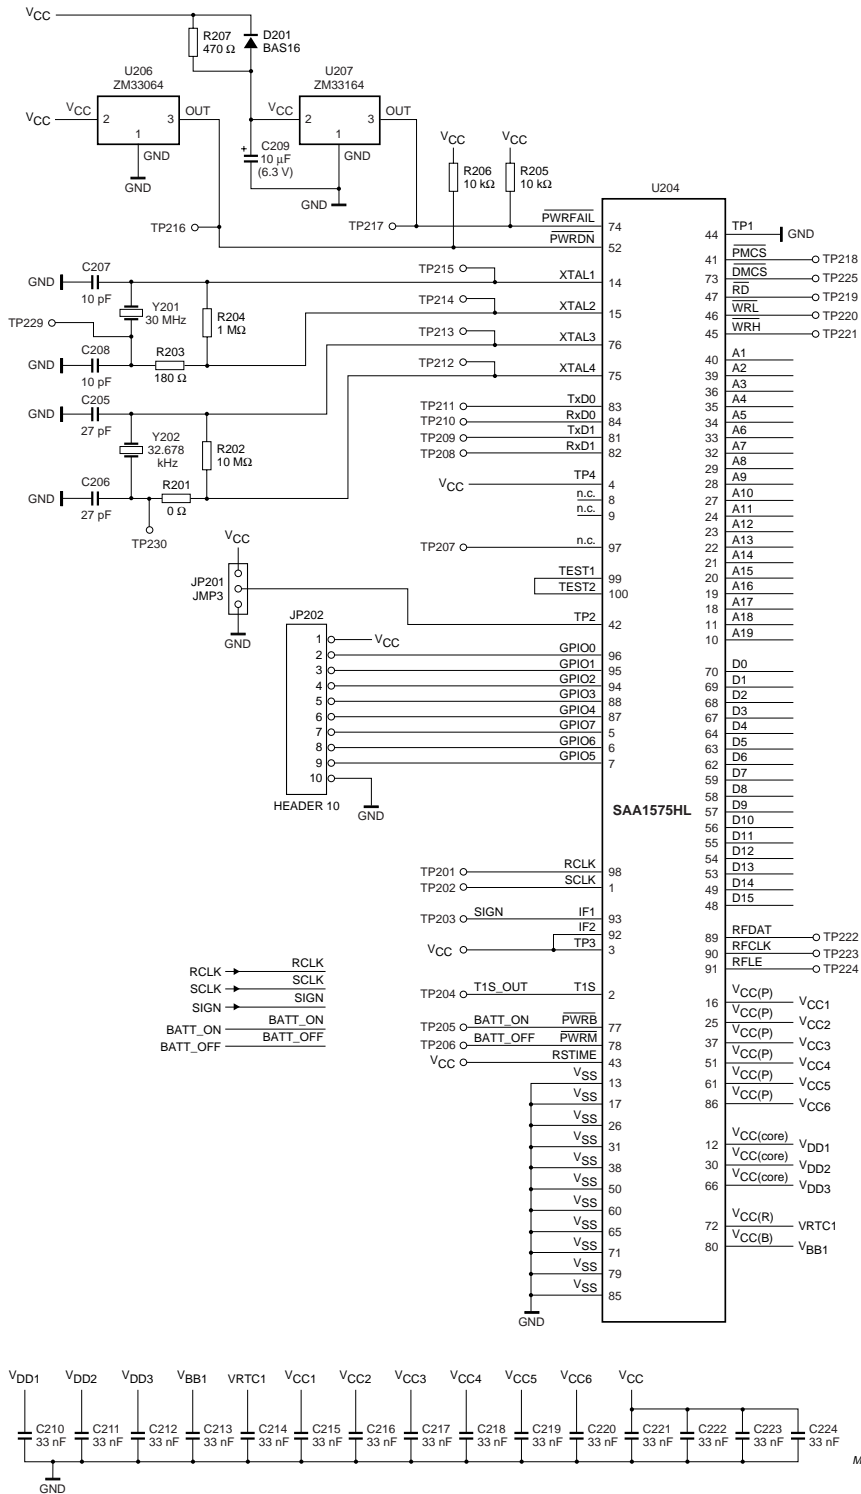 VCC
R207
470 Ω
D201
BAS16
U206
ZM33064
U207
ZM33164
VCC VCC 2 3 OUT
1
GND
GND
VCC 2 3 OUT
1
GND
GND
+ C209
10 μF
(6.3 V)
VCC VCC
R206
10 kΩ
R205
10 kΩ
U204
SAA1575HL
TP216
TP217
PWRFAIL 74
PWRDN 52
GND C207
10 pF
TP215 XTAL1 14
TP229
Y201
30 MHz
R204
1 MΩ
TP214 XTAL2 15
GND C208
10 pF
R203
180 Ω
TP213 XTAL3 76
TP212 XTAL4 75
GND C205
27 pF
Y202
32.678
kHz
R202
10 MΩ
GND C206
27 pF
R201
0 Ω
TP230
TP211 TxD0 83
TP210 RxD0 84
TP209 TxD1 81
TP208 RxD1 82
VCC TP4 4
n.c. 8
n.c. 9
TP207 n.c. 97
TEST1 99
TEST2 100
VCC
JP201
JMP3
GND
TP2 42
JP202
1 VCC
2 GPIO0 96
3 GPIO1 95
4 GPIO2 94
5 GPIO3 88
6 GPIO4 87
7 GPIO7 5
8 GPIO6 6
9 GPIO5 7
10
GND
HEADER 10
TP201 RCLK 98
TP202 SCLK 1
TP203 SIGN IF1 93
IF2 92
VCC TP3 3
RCLK RCLK
SCLK SCLK
SIGN SIGN
BATT_ON BATT_ON
BATT_OFF BATT_OFF
TP204 T1S_OUT T1S 2
TP205 BATT_ON PWRB 77
TP206 BATT_OFF PWRM 78
VCC RSTIME 43
VSS 13
VSS 17
VSS 26
VSS 31
VSS 38
VSS 50
VSS 60
VSS 65
VSS 71
VSS 79
VSS 85
GND
44 TP1 GND
41 PMCS TP218
73 DMCS TP225
47 RD TP219
46 WRL TP220
45 WRH TP221
40 A1
39 A2
36 A3
35 A4
34 A5
33 A6
32 A7
29 A8
28 A9
27 A10
24 A11
23 A12
22 A13
21 A14
20 A15
19 A16
18 A17
11 A18
10 A19
70 D0
69 D1
68 D2
67 D3
64 D4
63 D5
62 D6
59 D7
58 D8
57 D9
56 D10
55 D11
54 D12
53 D13
49 D14
48 D15
89 RFDAT TP222
90 RFCLK TP223
91 RFLE TP224
16 VCC(P) VCC1
25 VCC(P) VCC2
37 VCC(P) VCC3
51 VCC(P) VCC4
61 VCC(P) VCC5
86 VCC(P) VCC6
12 VCC(core) VDD1
30 VCC(core) VDD2
66 VCC(core) VDD3
72 VCC(R) VRTC1
80 VCC(B) VBB1
VDD1 VDD2 VDD3 VBB1 VRTC1 VCC1 VCC2 VCC3 VCC4 VCC5 VCC6 VCC
C210 C211 C212 C213 C214 C215 C216 C217 C218 C219 C220 C221 C222 C223 C224
33 nF 33 nF 33 nF 33 nF 33 nF 33 nF 33 nF 33 nF 33 nF 33 nF 33 nF 33 nF 33 nF 33 nF 33 nF
GND